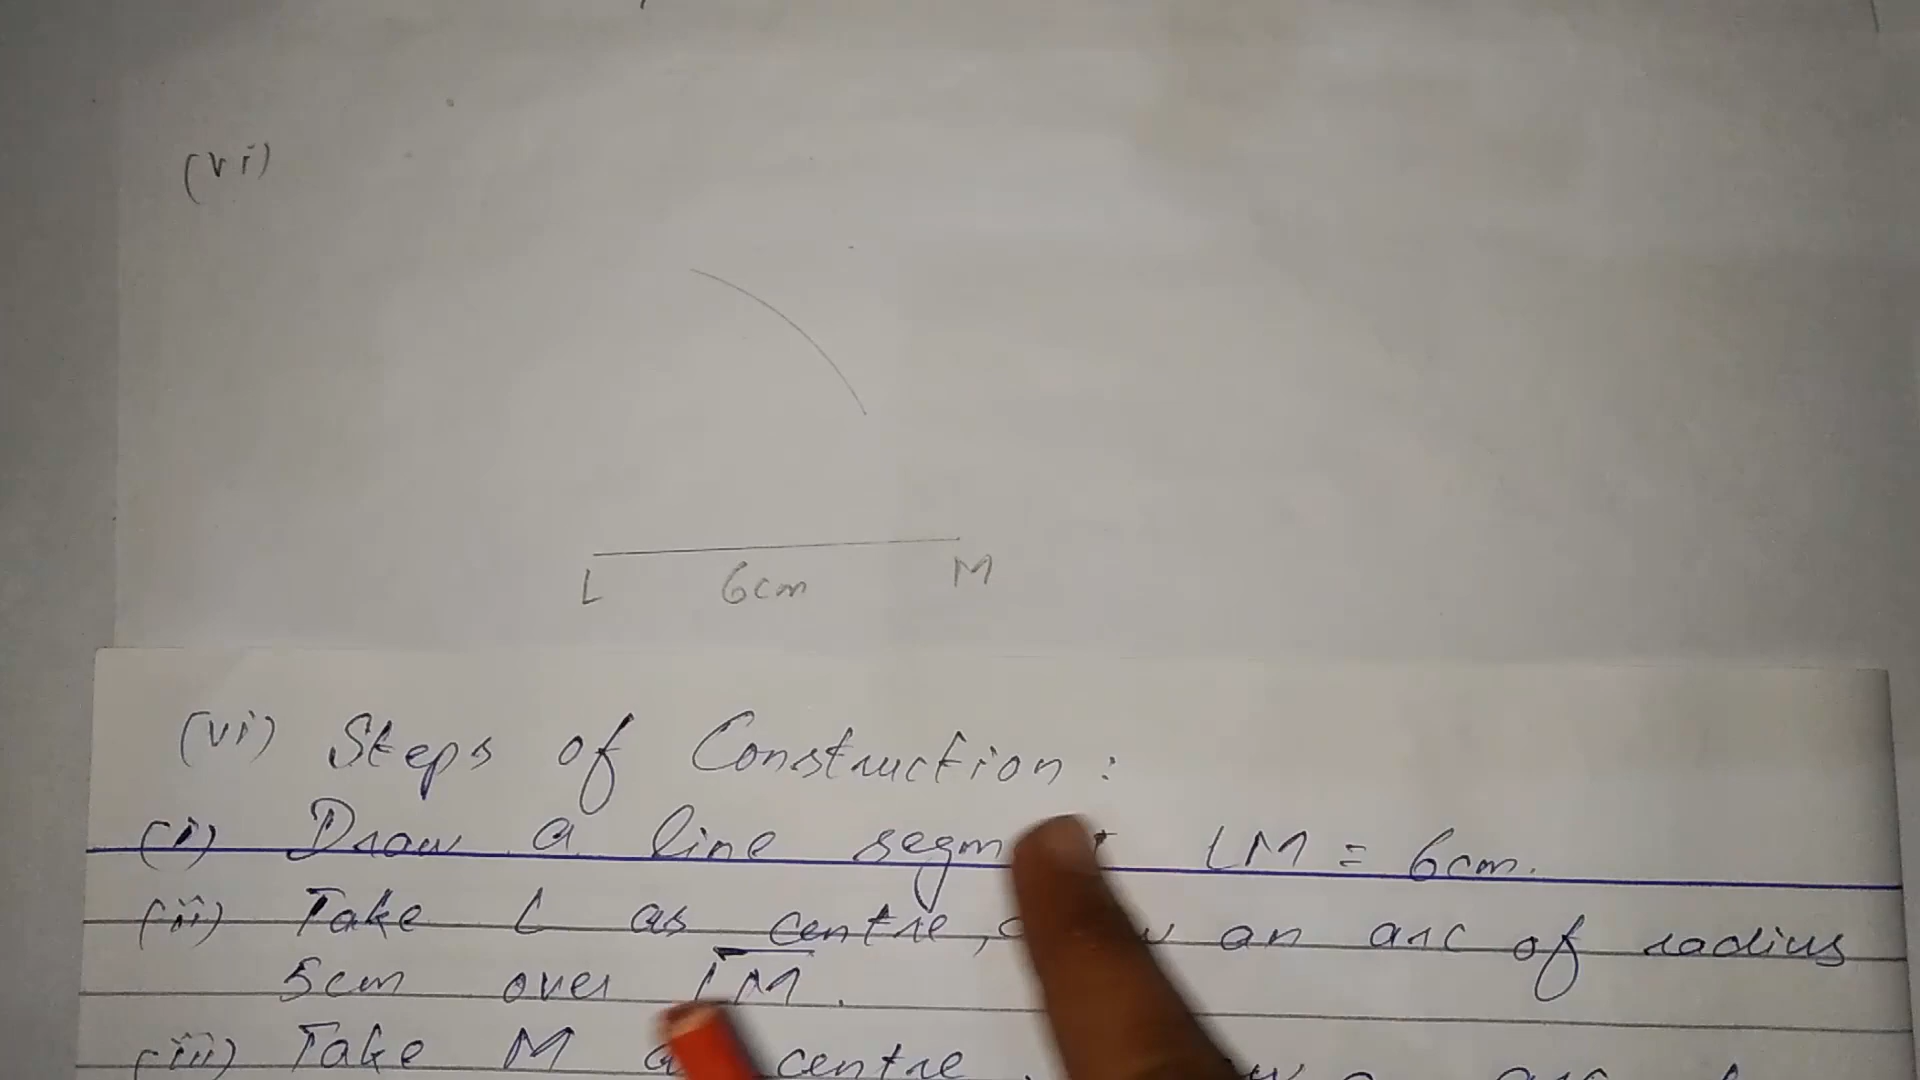 (vi)
L 6cm M
(vi) Steps of Construction:
(i) Draw a line LM = 6cm.
(ii) Take L as centre, an arc of radius
5cm over LM.
(iii) Take M centre,